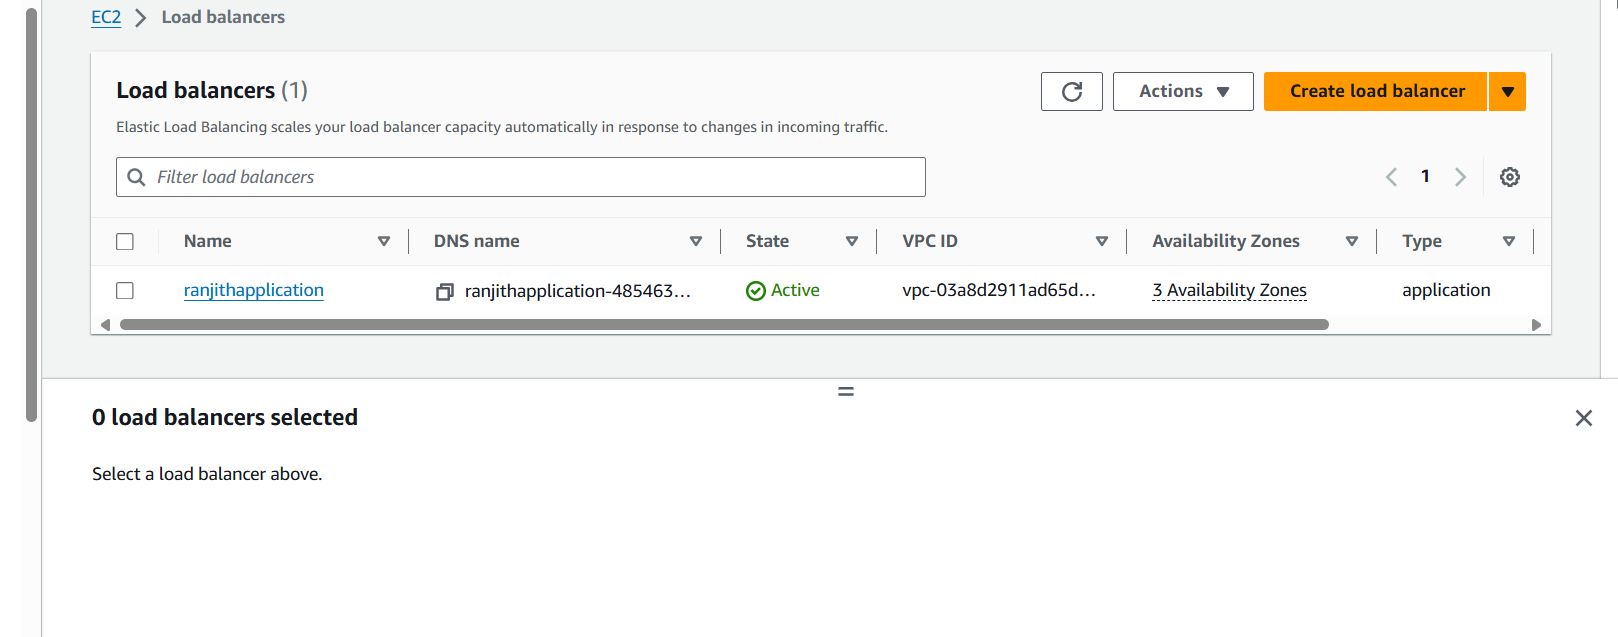 EC2 > Load balancers
Load balancers (1)
Actions
Create load balancer
Elastic Load Balancing scales your load balancer capacity automatically in response to changes in incoming traffic.
Filter load balancers
1
Name DNS name State VPC ID Availability Zones Type
ranjithapplication ranjithapplication-485463... Active vpc-03a8d2911ad65d... 3 Availability Zones application
0 load balancers selected
Select a load balancer above.